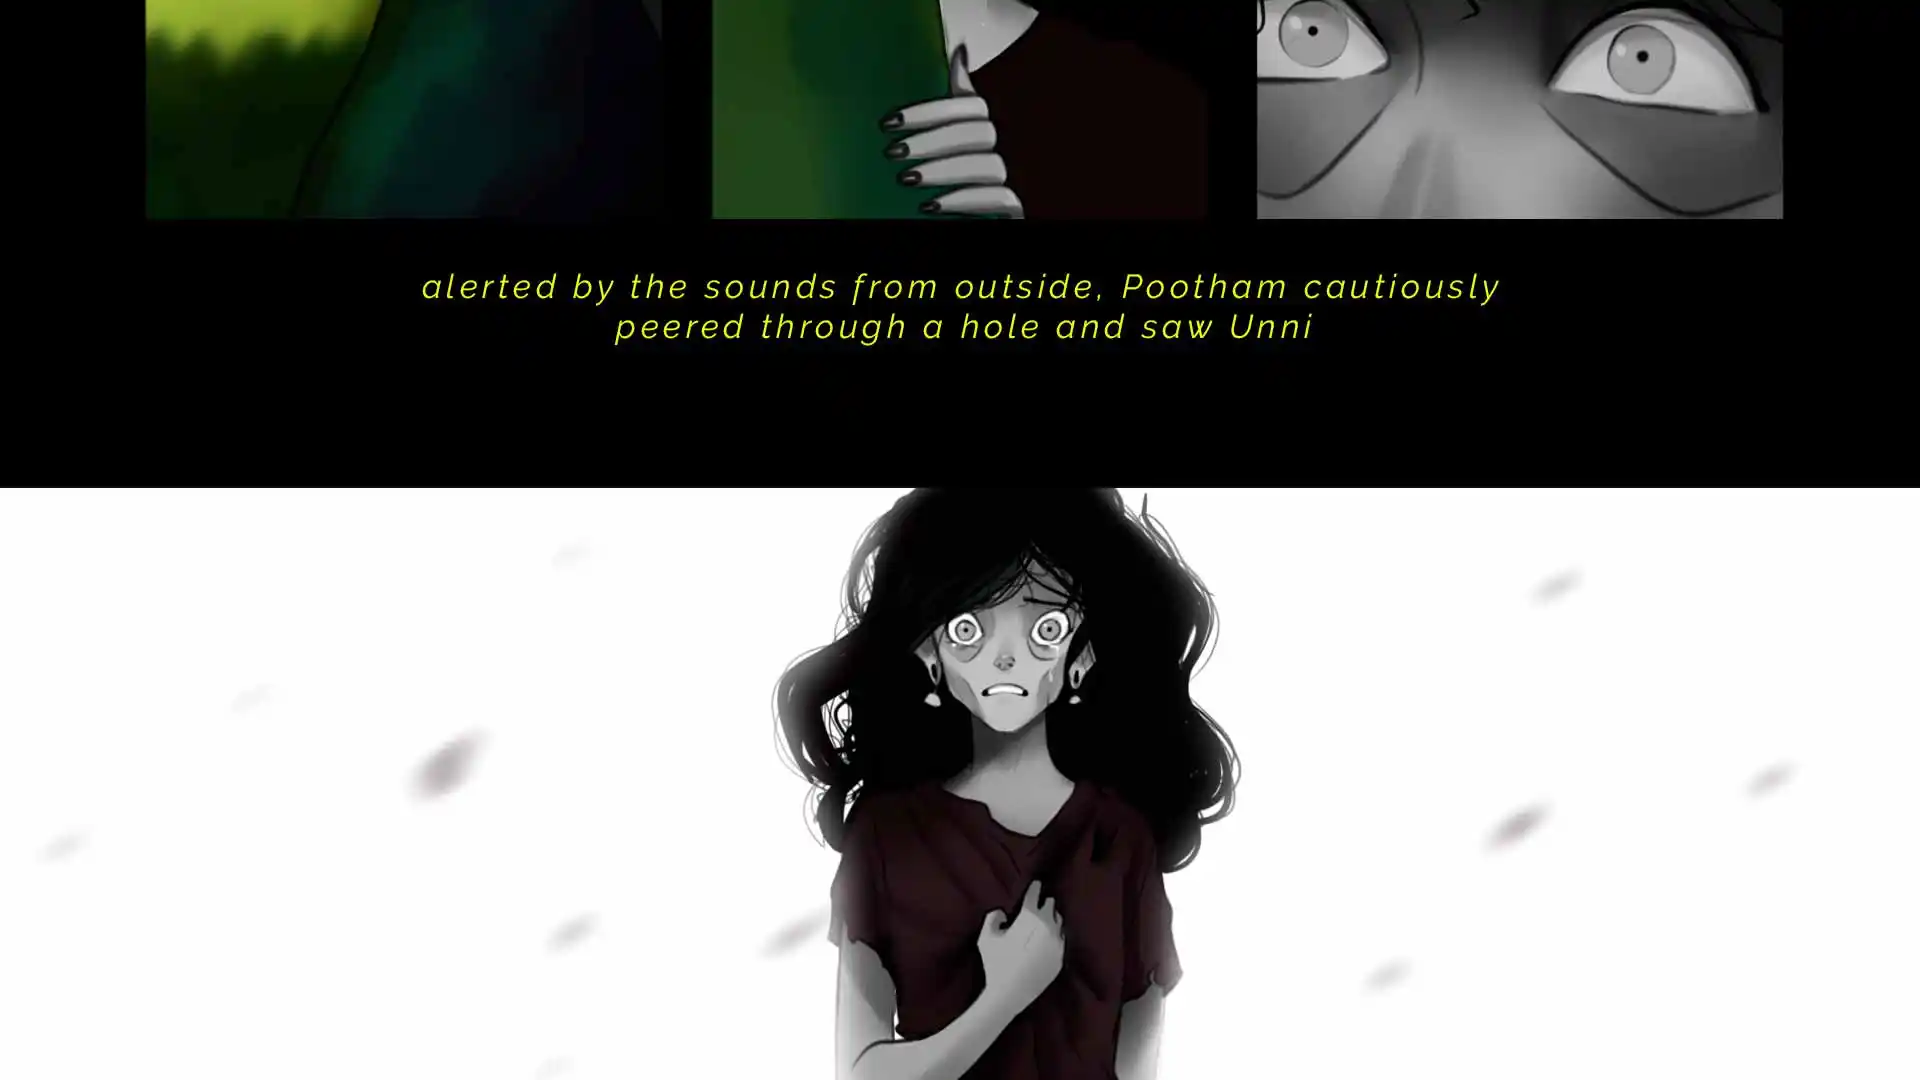 alerted by the sounds from outside, Pootham cautiously
peered through a hole and saw Unni